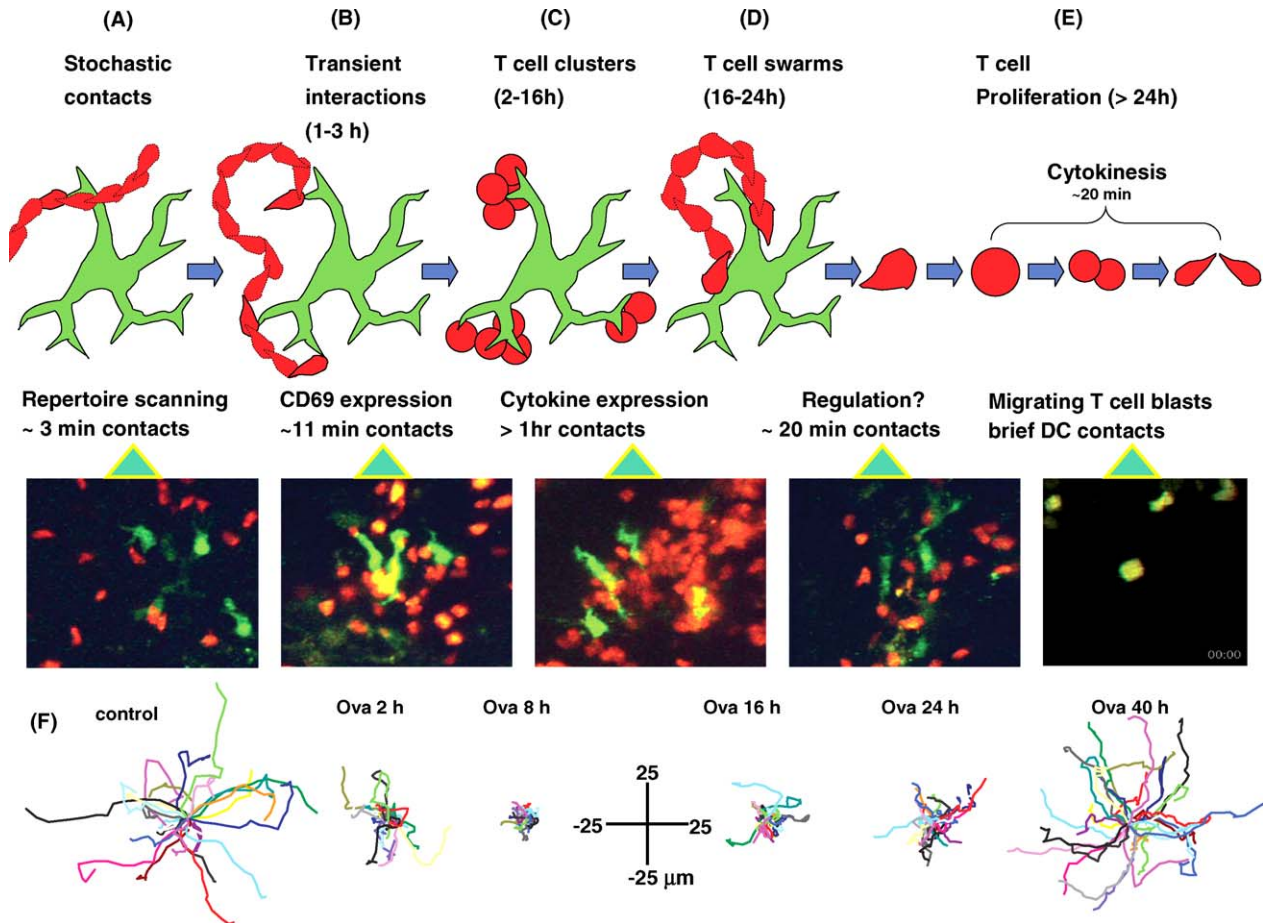 (A)
Stochastic
contacts
(B)
Transient
interactions
(1-3 h)
(C)
T cell clusters
(2-16h)
(D)
T cell swarms
(16-24h)
(E)
T cell
Proliferation (> 24h)
Cytokinesis
~20 min
Repertoire scanning
~ 3 min contacts
CD69 expression
~11 min contacts
Cytokine expression
> 1hr contacts
Regulation?
~ 20 min contacts
Migrating T cell blasts
brief DC contacts
00:00
(F)
control
Ova 2 h
Ova 8 h
25
-25
25
-25 μm
Ova 16 h
Ova 24 h
Ova 40 h